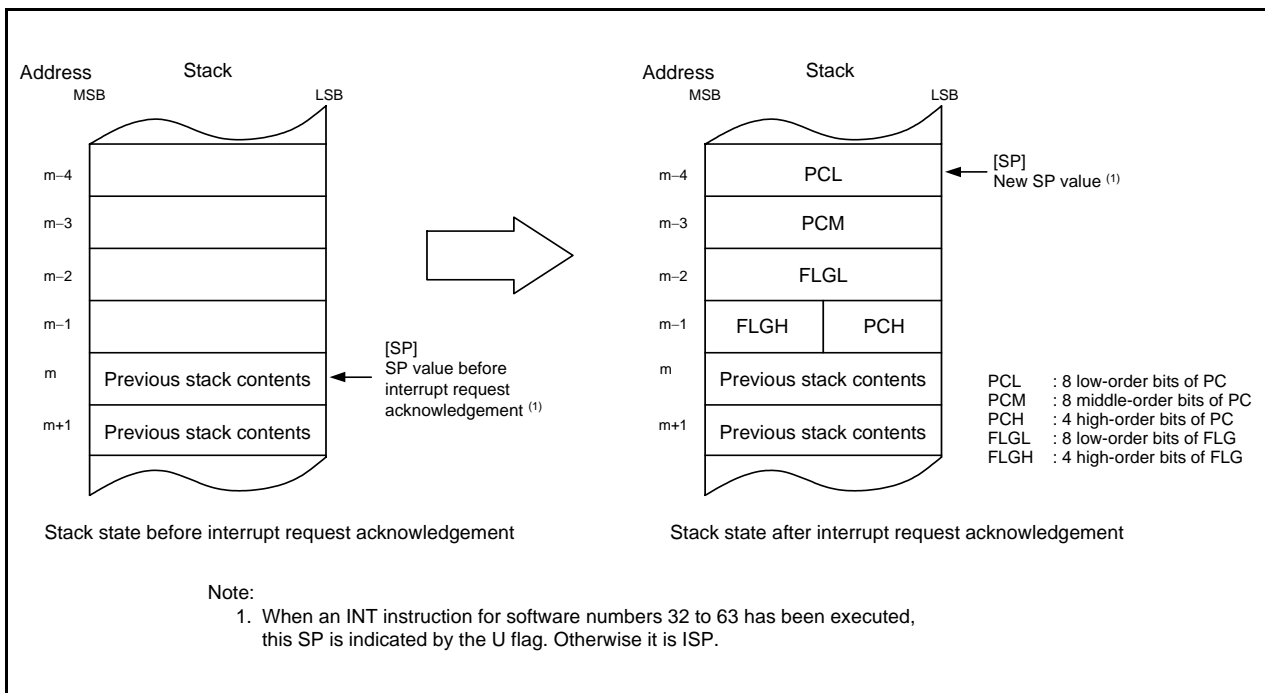 Address Stack
MSB LSB
m−4
m−3
m−2
m−1
m Previous stack contents
m+1 Previous stack contents
[SP]
SP value before
interrupt request
acknowledgement (1)
Stack state before interrupt request acknowledgement
Address Stack
MSB LSB
m−4 PCL
m−3 PCM
m−2 FLGL
m−1 FLGH PCH
m Previous stack contents
m+1 Previous stack contents
[SP]
New SP value (1)
PCL : 8 low-order bits of PC
PCM : 8 middle-order bits of PC
PCH : 4 high-order bits of PC
FLGL : 8 low-order bits of FLG
FLGH : 4 high-order bits of FLG
Stack state after interrupt request acknowledgement
Note:
1. When an INT instruction for software numbers 32 to 63 has been executed,
this SP is indicated by the U flag. Otherwise it is ISP.